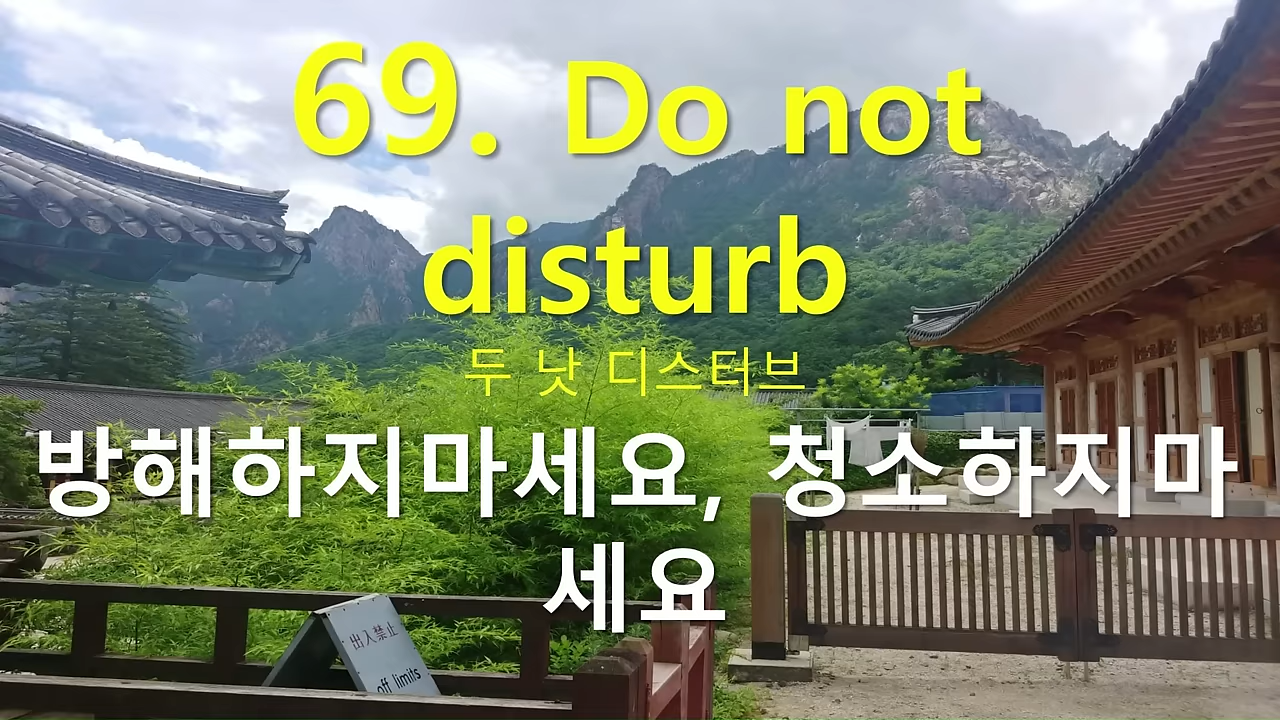 69. Do not
disturb
두 낫 디스터브
방해하지마세요, 청소하지마
세요
出入禁止
off limits